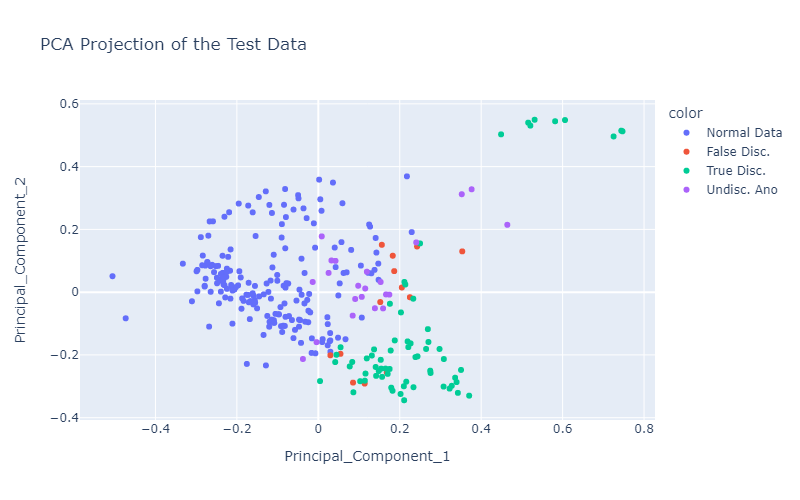 PCA Projection of the Test Data
color
Normal Data
False Disc.
True Disc.
Undisc. Ano
Principal_Component_2
0.6
0.4
0.2
0
−0.2
−0.4
−0.4 −0.2 0 0.2 0.4 0.6 0.8
Principal_Component_1